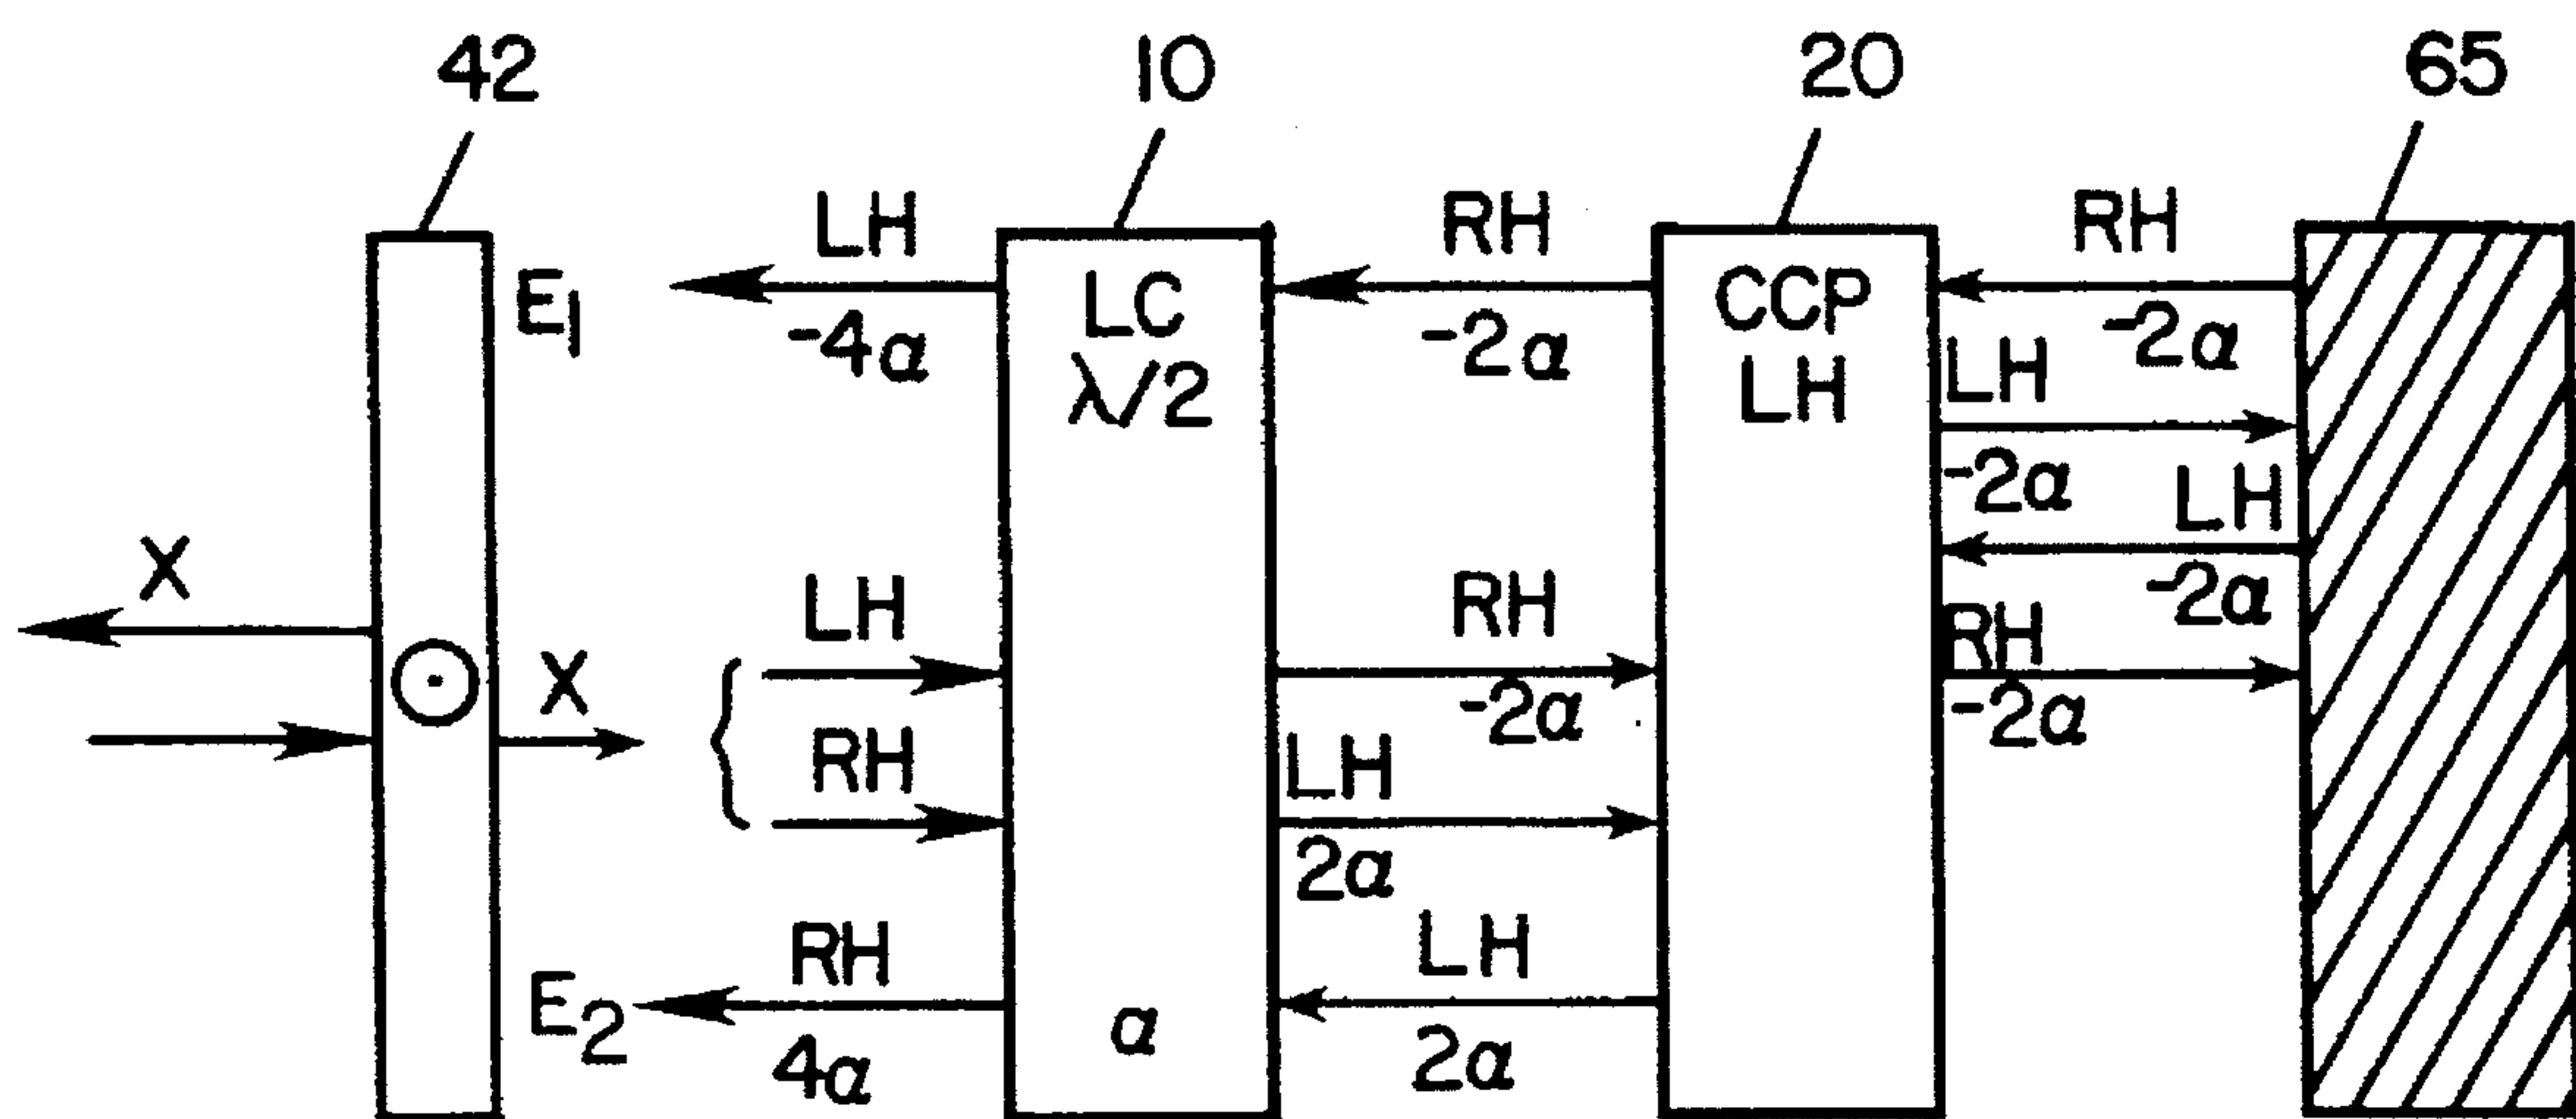 42 10 20 65
LH RH RH
E1 LC CCP
-4α -2α -2α
λ/2 LH LH
-2α
LH
X LH RH -2α
X RH
-2α -2α
RH LH
2α
RH LH
E2
4α α 2α